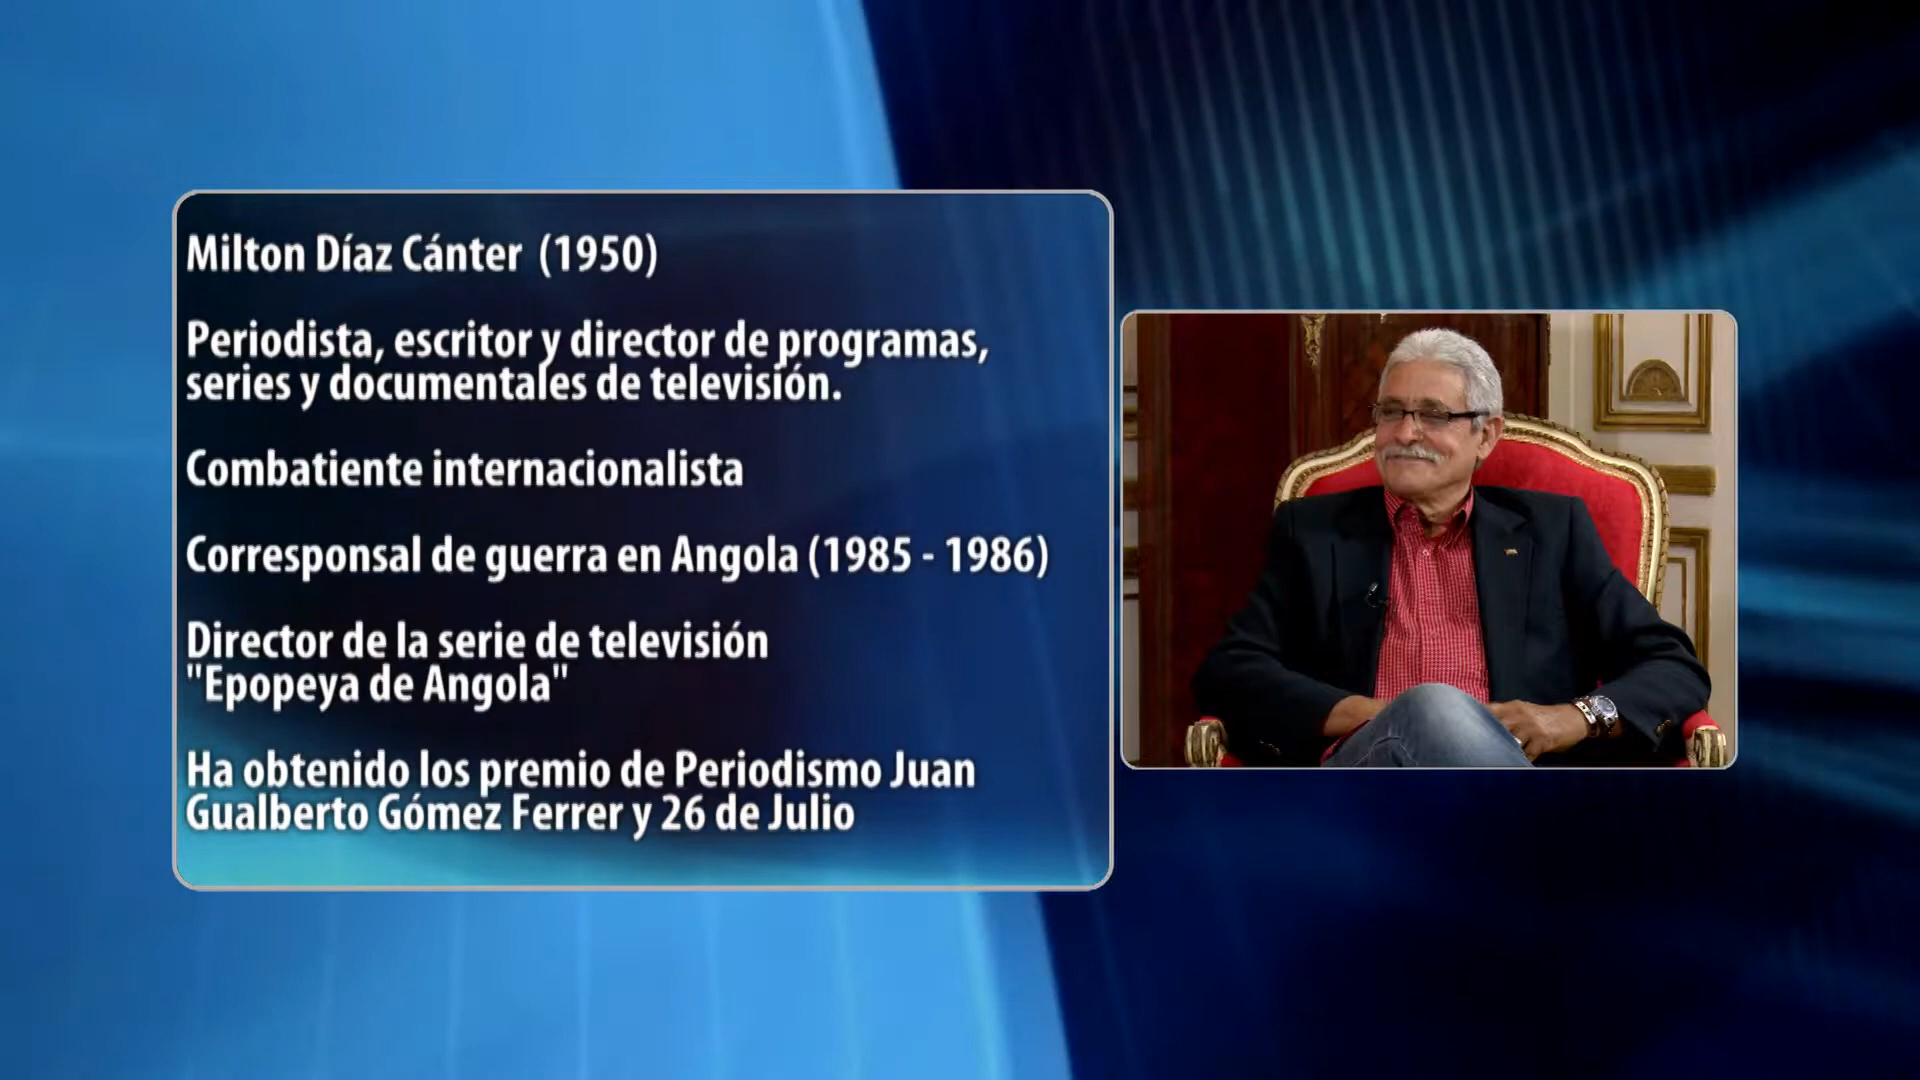 Milton Díaz Cánter (1950)
Periodista, escritor y director de programas,
series y documentales de televisión.
Combatiente internacionalista
Corresponsal de guerra en Angola (1985 - 1986)
Director de la serie de televisión
"Epopeya de Angola"
Ha obtenido los premio de Periodismo Juan
Gualberto Gómez Ferrer y 26 de Julio